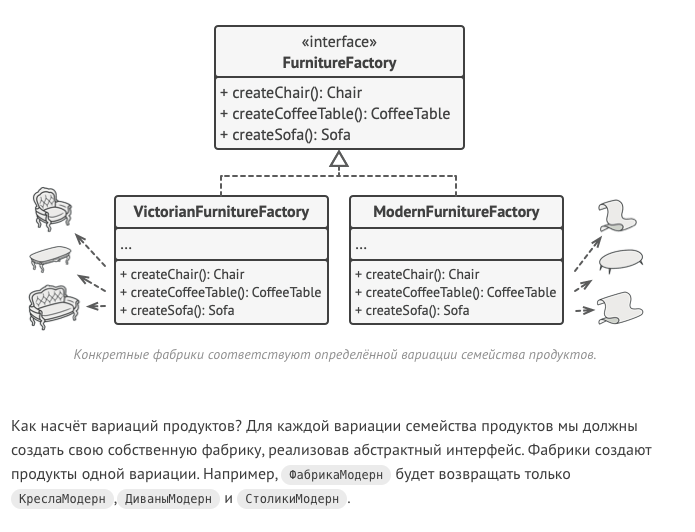 «interface»
FurnitureFactory
+ createChair(): Chair
+ createCoffeeTable(): CoffeeTable
+ createSofa(): Sofa
VictorianFurnitureFactory
...
+ createChair(): Chair
+ createCoffeeTable(): CoffeeTable
+ createSofa(): Sofa
ModernFurnitureFactory
...
+ createChair(): Chair
+ createCoffeeTable(): CoffeeTable
+ createSofa(): Sofa
Конкретные фабрики соответствуют определённой вариации семейства продуктов.
Как насчёт вариаций продуктов? Для каждой вариации семейства продуктов мы должны
создать свою собственную фабрику, реализовав абстрактный интерфейс. Фабрики создают
продукты одной вариации. Например, ФабрикаМодерн будет возвращать только
КреслаМодерн, ДиваныМодерн и СтоликиМодерн.